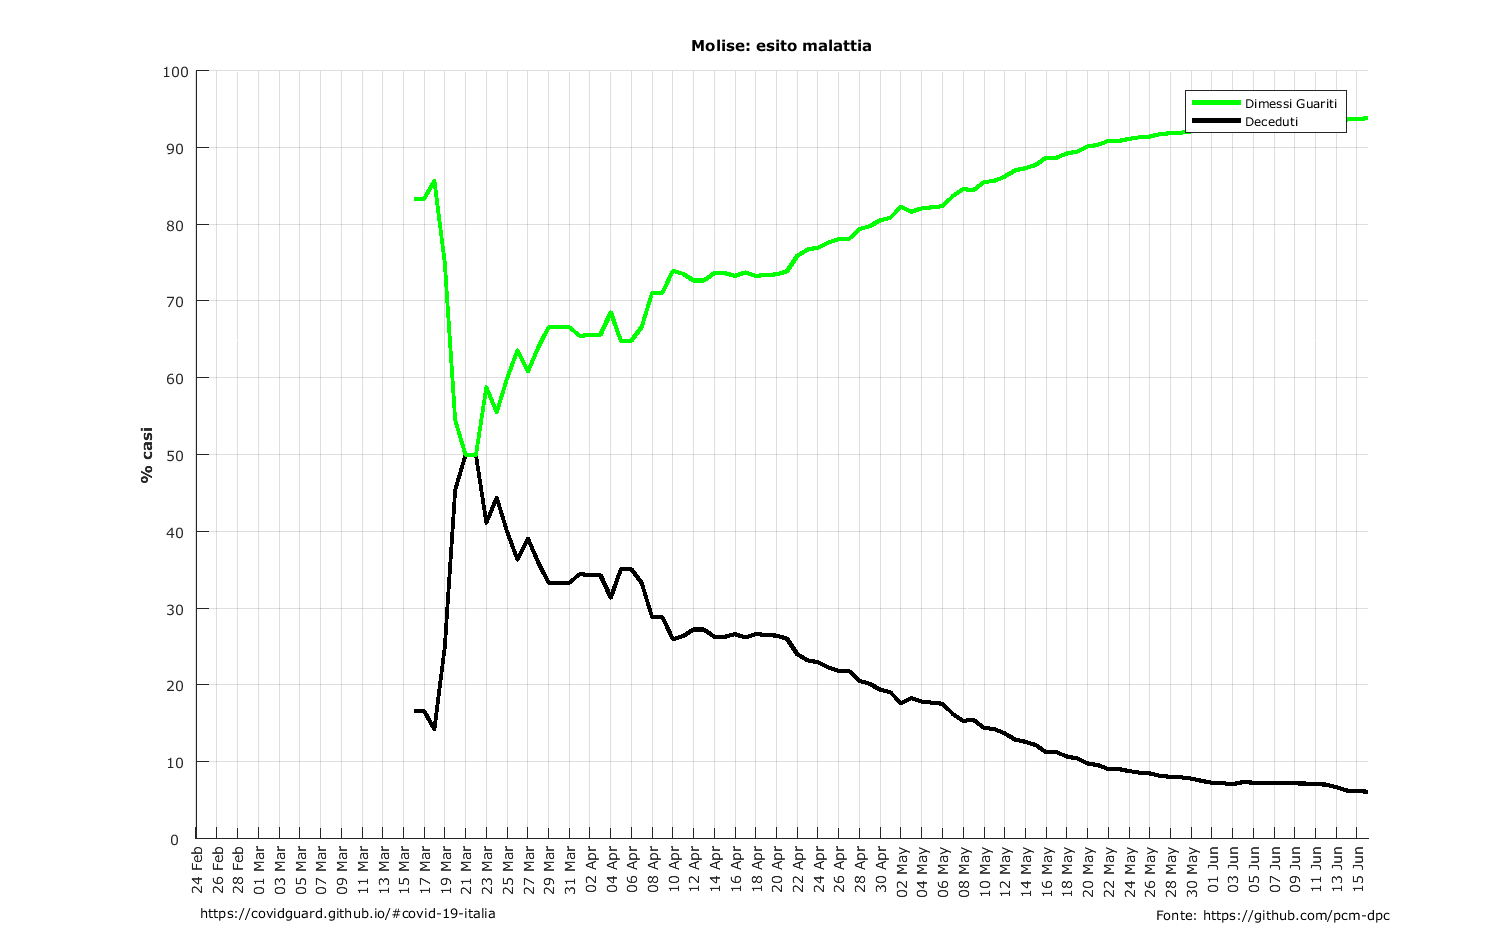 Molise: esito malattia
100
90
80
70
60
50
40
30
20
10
0
% casi
Dimessi Guariti
Deceduti
24 Feb
26 Feb
28 Feb
01 Mar
03 Mar
05 Mar
07 Mar
09 Mar
11 Mar
13 Mar
15 Mar
17 Mar
19 Mar
21 Mar
23 Mar
25 Mar
27 Mar
29 Mar
31 Mar
02 Apr
04 Apr
06 Apr
08 Apr
10 Apr
12 Apr
14 Apr
16 Apr
18 Apr
20 Apr
22 Apr
24 Apr
26 Apr
28 Apr
30 Apr
02 May
04 May
06 May
08 May
10 May
12 May
14 May
16 May
18 May
20 May
22 May
24 May
26 May
28 May
30 May
01 Jun
03 Jun
05 Jun
07 Jun
09 Jun
11 Jun
13 Jun
15 Jun
https://covidguard.github.io/#covid-19-italia
Fonte: https://github.com/pcm-dpc